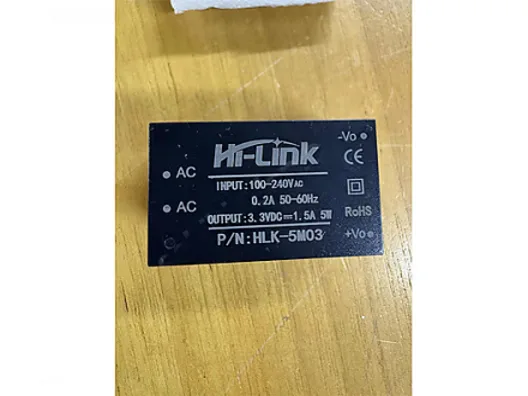 Hi-Link
-Vo
CE
AC
INPUT:100-240VAC
0.2A 50-60Hz
AC
OUTPUT:3.3VDC⎓1.5A 5W
RoHS
P/N:HLK-5M03
+Vo